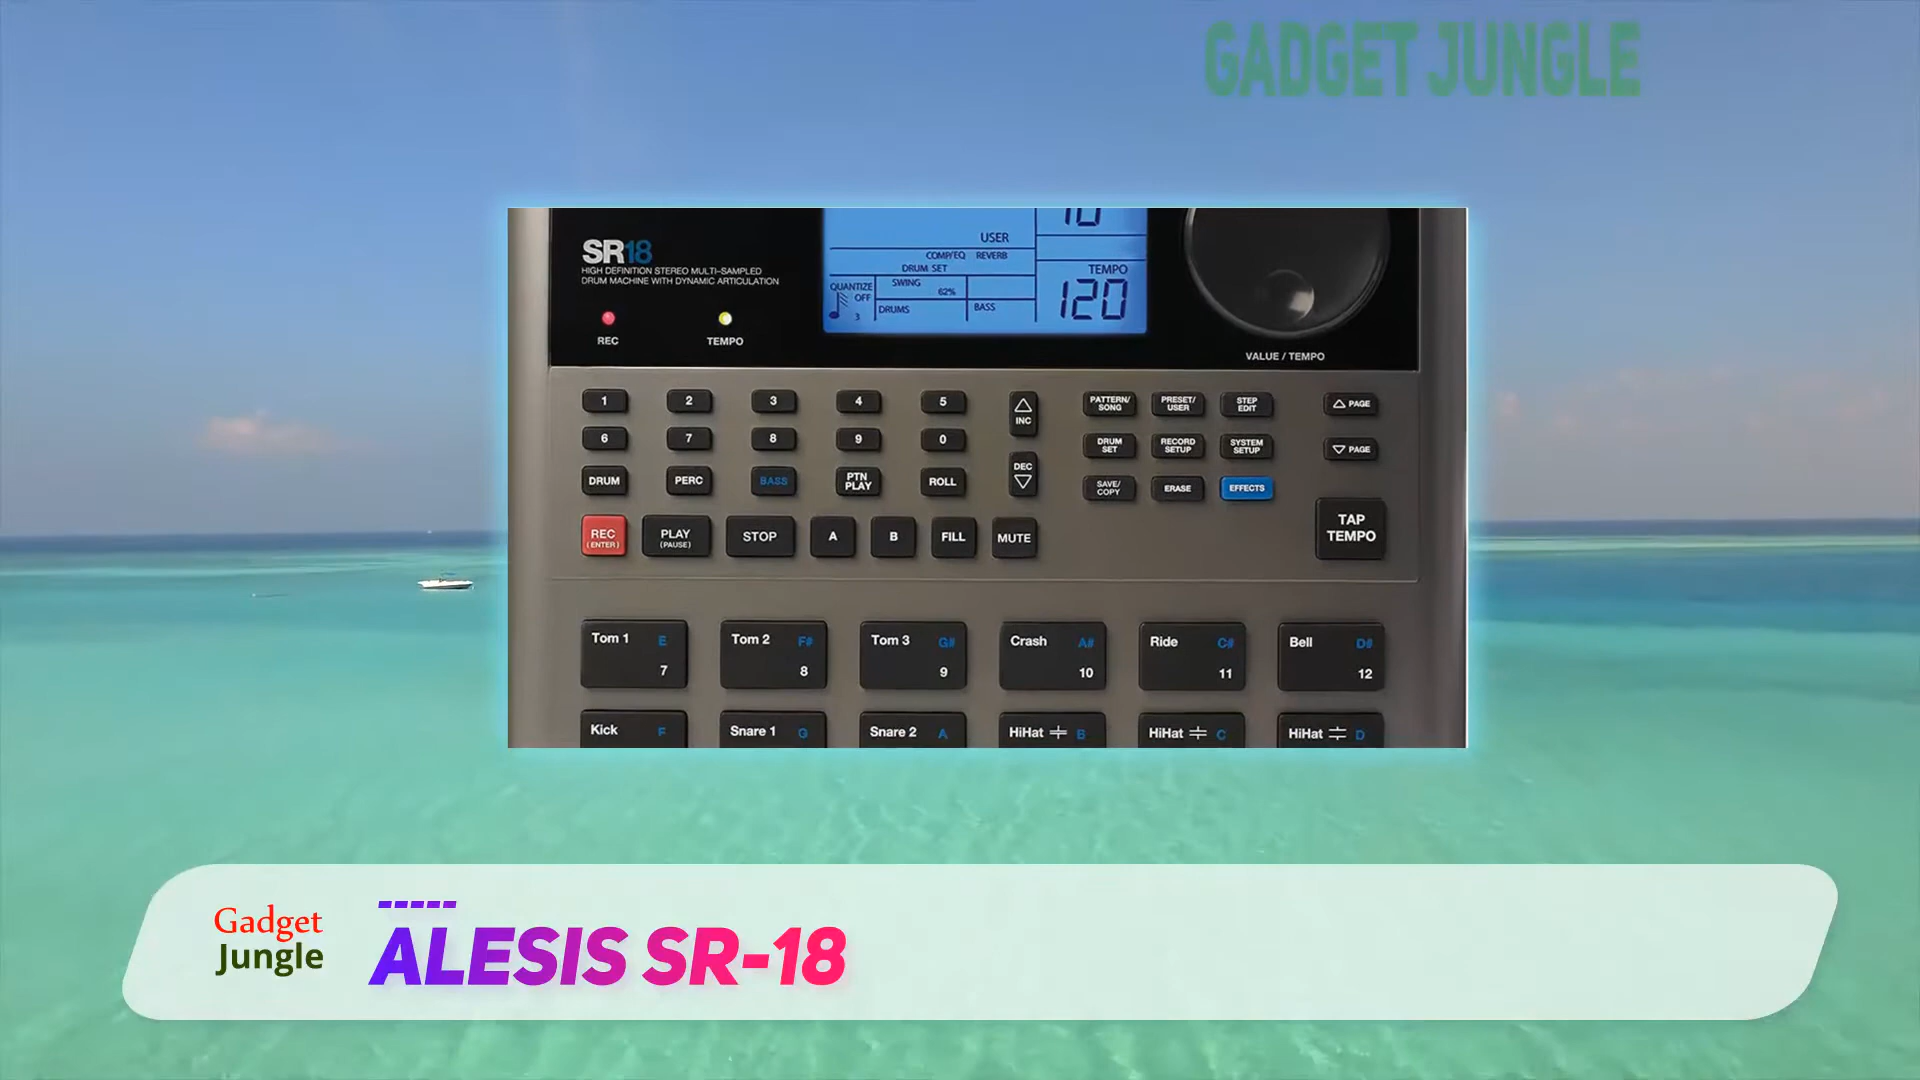 GADGET JUNGLE
SR18
HIGH DEFINITION STEREO MULTI-SAMPLED
DRUM MACHINE WITH DYNAMIC ARTICULATION
REC
TEMPO
10
USER
COMP/EQ REVERB
DRUM SET
TEMPO
120
QUANTIZE
OFF
3
SWING
62%
DRUMS
BASS
VALUE / TEMPO
1 2 3 4 5
INC
PATTERN/
SONG
PRESET/
USER
STEP
EDIT
PAGE
6 7 8 9 0
DRUM
SET
RECORD
SETUP
SYSTEM
SETUP
PAGE
DRUM
PERC
BASS
PTN
PLAY
ROLL
DEC
SAVE/
COPY
ERASE
EFFECTS
REC
(ENTER)
PLAY
(PAUSE)
STOP
A
B
FILL
MUTE
TAP
TEMPO
Tom 1 E
7
Tom 2 F#
8
Tom 3 G#
9
Crash A#
10
Ride C#
11
Bell D#
12
Kick F
Snare 1 G
Snare 2 A
HiHat B
HiHat C
HiHat D
Gadget
Jungle
ALESIS SR-18